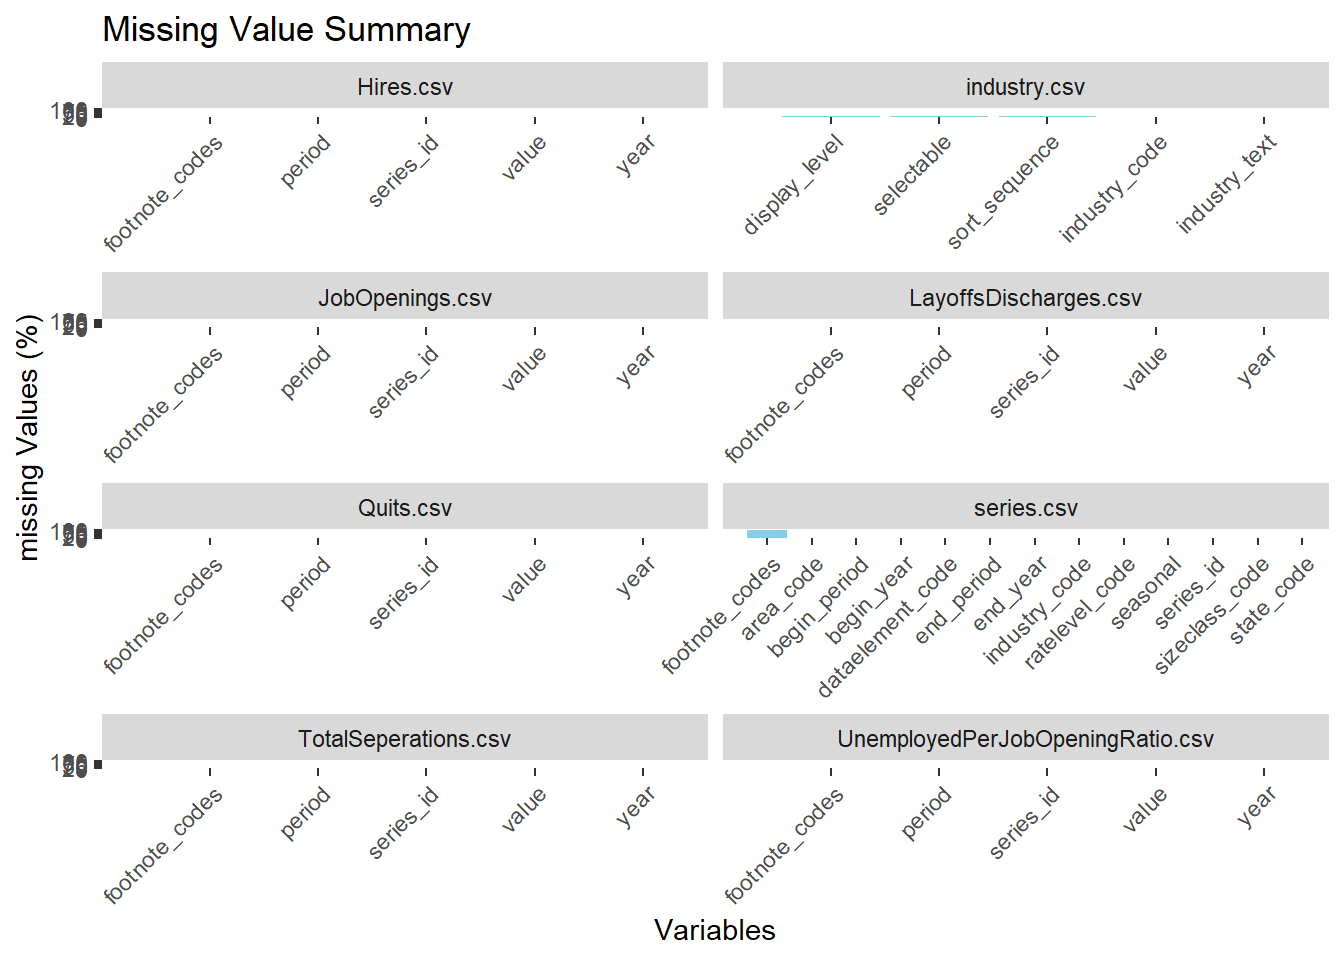 Missing Value Summary
Hires.csv
footnote_codes period series_id value year
industry.csv
display_level selectable sort_sequence industry_code industry_text
JobOpenings.csv
footnote_codes period series_id value year
LayoffsDischarges.csv
footnote_codes period series_id value year
missing Values (%)
Quits.csv
footnote_codes period series_id value year
series.csv
footnote_codes area_code begin_period begin_year dataelement_code end_period end_year industry_code ratelevel_code seasonal series_id sizeclass_code state_code
TotalSeperations.csv
footnote_codes period series_id value year
UnemployedPerJobOpeningRatio.csv
footnote_codes period series_id value year
Variables